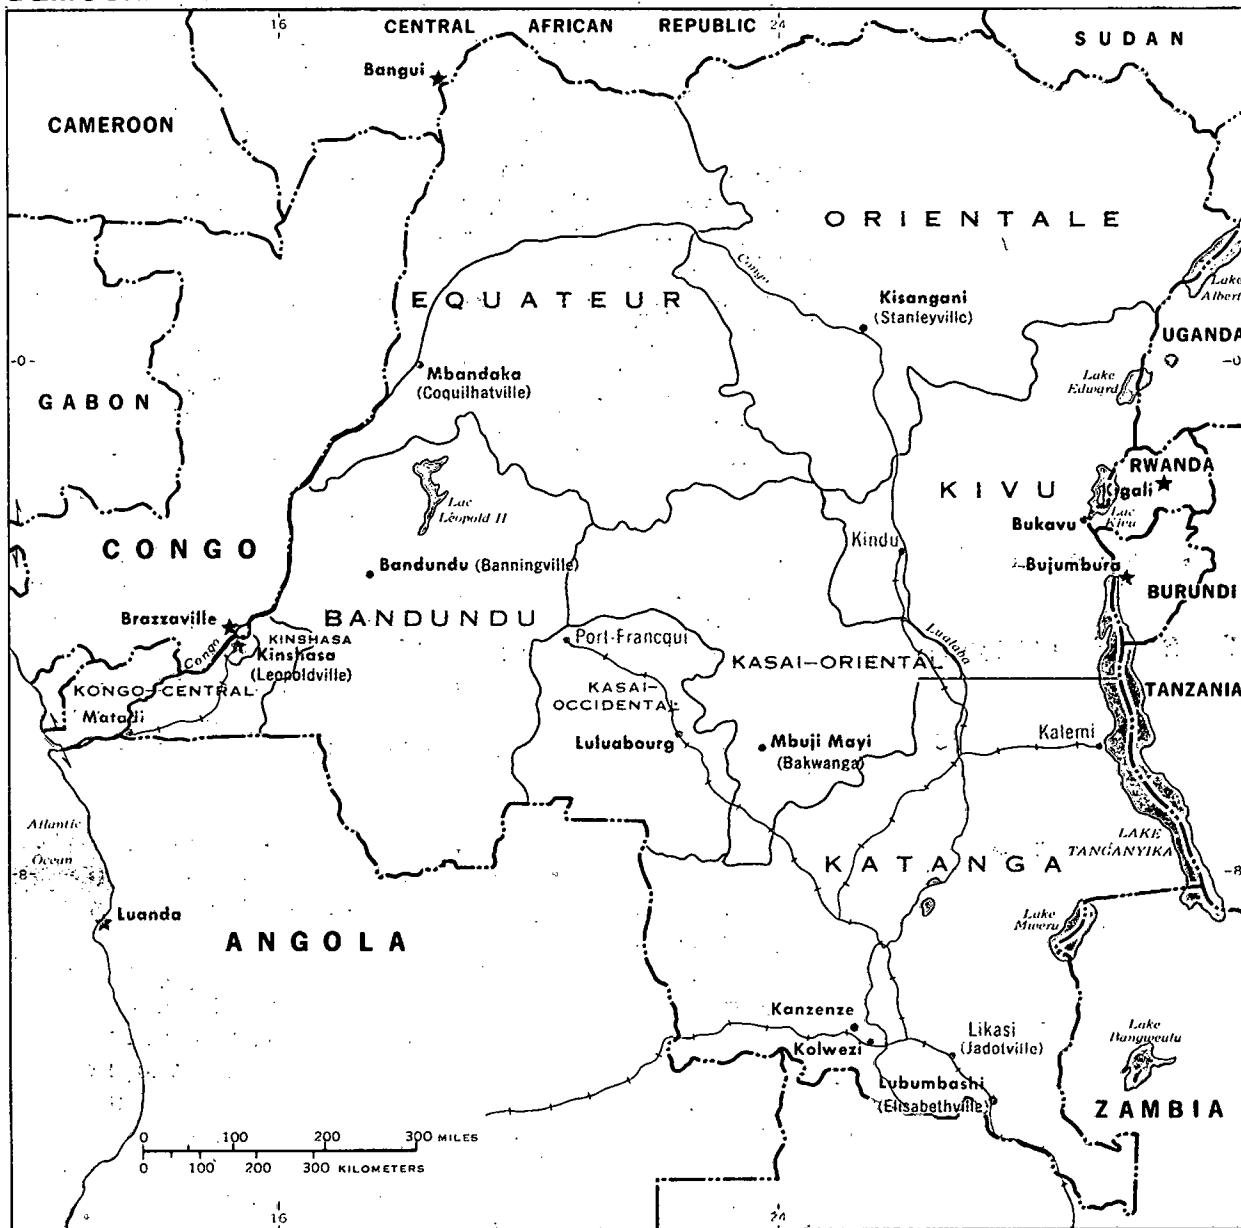 CENTRAL AFRICAN REPUBLIC
16
24
SUDAN
Bangui
CAMEROON
ORIENTALE
Congo
Lake
Albert
EQUATEUR
Kisangani
(Stanleyville)
UGANDA
-0-
-0
Mbandaka
(Coquilhatville)
Lake
Edward
GABON
RWANDA
Kigali
Lac
Léopold II
KIVU
Lac
Kivu
Bukavu
CONGO
Kindu
Bandundu (Banningville)
Bujumbura
BURUNDI
BANDUNDU
Brazzaville
Congo
KINSHASA
Kinshasa
(Leopoldville)
Port-Francqui
Lualaba
KASAI-ORIENTAL
KONGO-CENTRAL
KASAI-
OCCIDENTAL
TANZANIA
Matadi
Luluabourg
Mbuji Mayi
(Bakwanga)
Kalemi
Atlantic
Ocean
LAKE
TANGANYIKA
KATANGA
-8-
-8
Luanda
ANGOLA
Lake
Mweru
Kanzenze
Kolwezi
Likasi
(Jadotville)
Lake
Bangweulu
Lubumbashi
(Elisabethville)
ZAMBIA
0 100 200 300 MILES
0 100 200 300 KILOMETERS
16
24